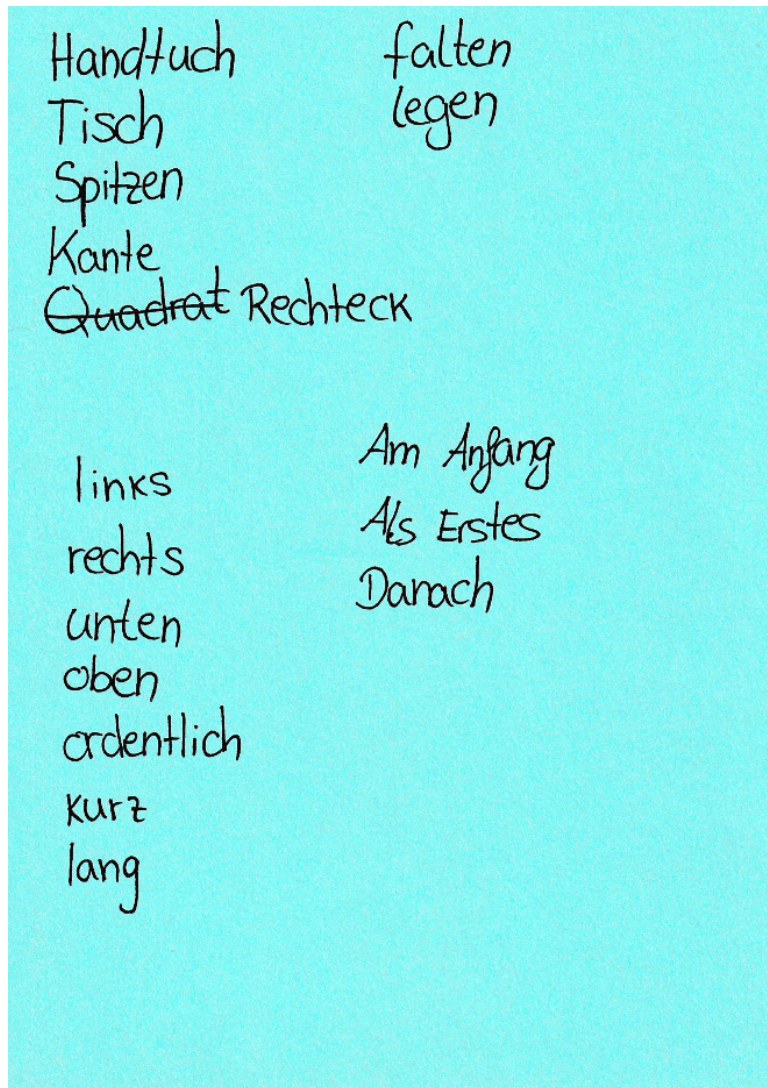 Handtuch
Tisch
Spitzen
Kante
Quadrat Rechteck
falten
legen
links
rechts
unten
oben
ordentlich
kurz
lang
Am Anfang
Als Erstes
Danach